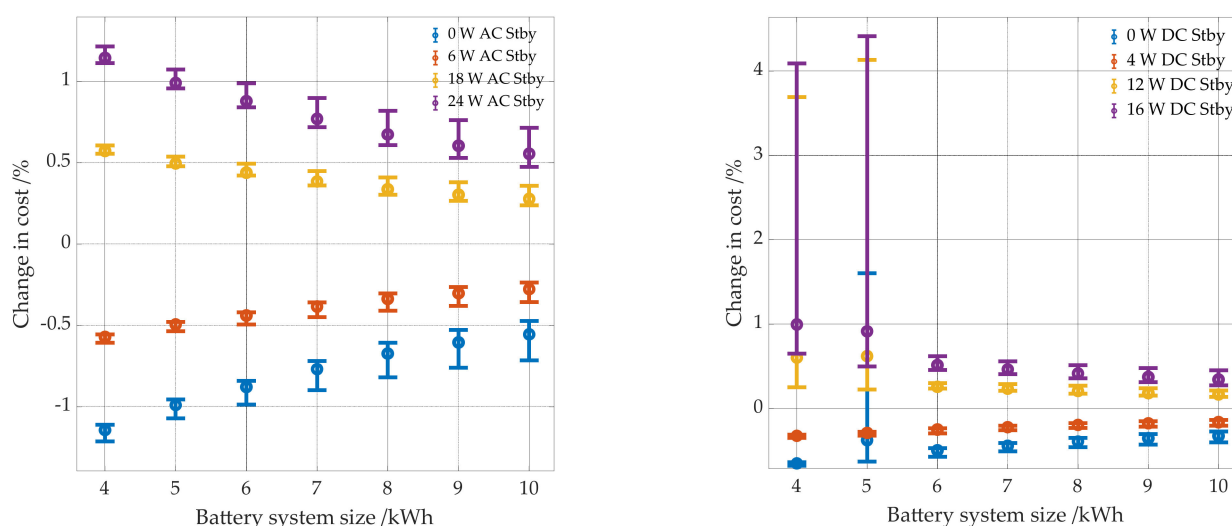 0 W AC Stby
6 W AC Stby
18 W AC Stby
24 W AC Stby
1
0.5
0
-0.5
-1
Change in cost /%
4 5 6 7 8 9 10
Battery system size /kWh
0 W DC Stby
4 W DC Stby
12 W DC Stby
16 W DC Stby
4
3
2
1
0
Change in cost /%
4 5 6 7 8 9 10
Battery system size /kWh